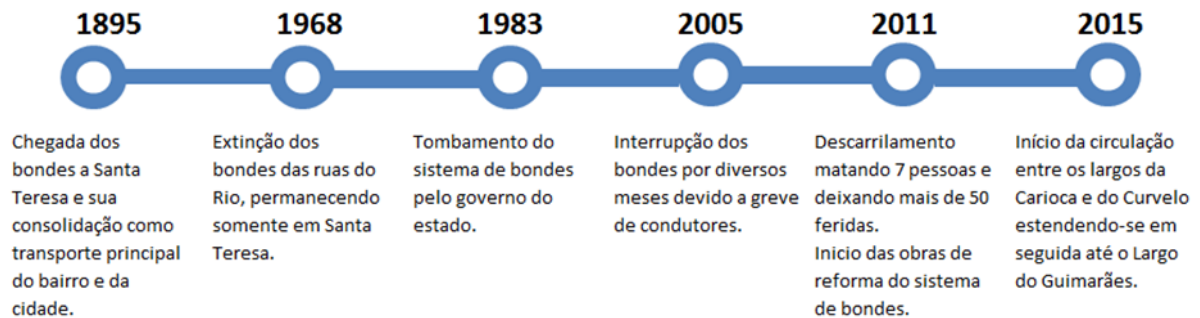 1895
Chegada dos
bondes a Santa
Teresa e sua
consolidação como
transporte principal
do bairro e da
cidade.
1968
Extinção dos
bondes das ruas do
Rio, permanecendo
somente em Santa
Teresa.
1983
Tombamento do
sistema de bondes
pelo governo do
estado.
2005
Interrupção dos
bondes por diversos
meses devido a greve
de condutores.
2011
Descarrilamento
matando 7 pessoas e
deixando mais de 50
feridas.
Inicio das obras de
reforma do sistema
de bondes.
2015
Início da circulação
entre os largos da
Carioca e do Curvelo
estendendo-se em
seguida até o Largo
do Guimarães.